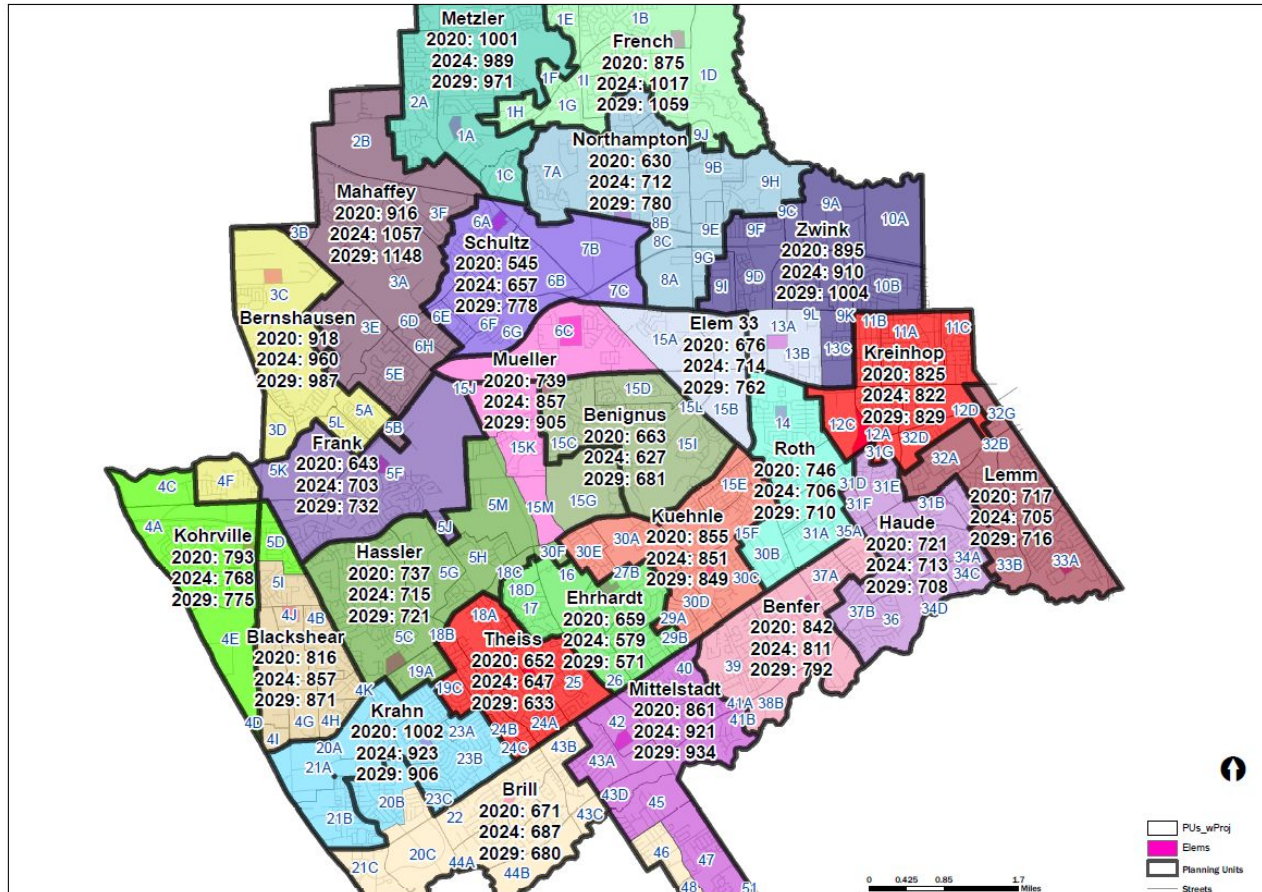 Metzler
2020: 1001
2024: 989
2029: 971
1E
1B
French
2020: 875
2024: 1017
2029: 1059
1F
1I
1D
1H
1G
2A
1A
1C
9J
2B
Northampton
2020: 630
2024: 712
2029: 780
7A
9B
9H
8B
8C
9E
9G
8A
Mahaffey
2020: 916
2024: 1057
2029: 1148
3F
3B
3A
3E
6D
6H
5E
6A
Schultz
2020: 545
2024: 657
2029: 778
7B
6B
7C
6E
6F
6G
9C
9A
10A
9F
Zwink
2020: 895
2024: 910
2029: 1004
9D
9I
10B
9K
13C
3C
Bernshausen
2020: 918
2024: 960
2029: 987
5A
5L
3D
4F
6C
Mueller
2020: 739
2024: 857
2029: 905
15J
15K
15M
15A
Elem 33
2020: 676
2024: 714
2029: 762
13A
9L
13B
15L
15B
11B
11A
11C
Kreinhop
2020: 825
2024: 822
2029: 829
12C
12A
12D
32D
15D
Benignus
2020: 663
2024: 627
2029: 681
15C
15I
15G
5B
Frank
2020: 643
2024: 703
2029: 732
5K
5F
5J
14
Roth
2020: 746
2024: 706
2029: 710
30B
31A
32G
32B
32A
Lemm
2020: 717
2024: 705
2029: 716
33B
33A
31G
31E
31D
31F
31B
35A
Haude
2020: 721
2024: 713
2029: 708
34A
34C
34D
37B
36
4C
4A
Kohrville
2020: 793
2024: 768
2029: 775
5D
4E
4D
5M
Hassler
2020: 737
2024: 715
2029: 721
5H
5G
5C
19A
15E
Kuehnle
2020: 855
2024: 851
2029: 849
30A
30E
30F
27B
15F
30C
30D
29A
29B
16
18C
18D
17
Ehrhardt
2020: 659
2024: 579
2029: 571
26
5I
4J
4B
Blackshear
2020: 816
2024: 857
2029: 871
4G
4H
4I
18A
18B
Theiss
2020: 652
2024: 647
2029: 633
19C
25
24B
24A
24C
37A
Benfer
2020: 842
2024: 811
2029: 792
39
38B
40
Mittelstadt
2020: 861
2024: 921
2029: 934
42
41A
41B
43A
43D
45
47
51
4K
Krahn
2020: 1002
2024: 923
2029: 906
23A
23B
20A
21A
20B
21B
23C
43B
Brill
2020: 671
2024: 687
2029: 680
22
43C
20C
21C
44A
44B
46
48
PUs_wProj
Elems
Planning Units
Streets
0 0.425 0.85 1.7
Miles